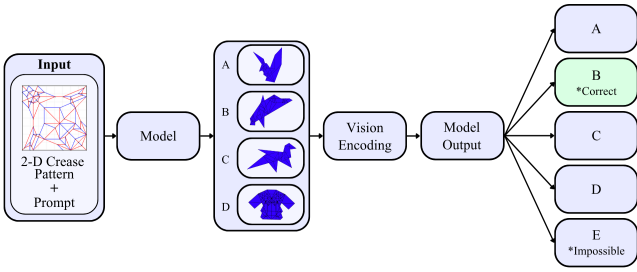 Input
2-D Crease
Pattern
+
Prompt
Model
A
B
C
D
Vision
Encoding
Model
Output
A
B
*Correct
C
D
E
*Impossible